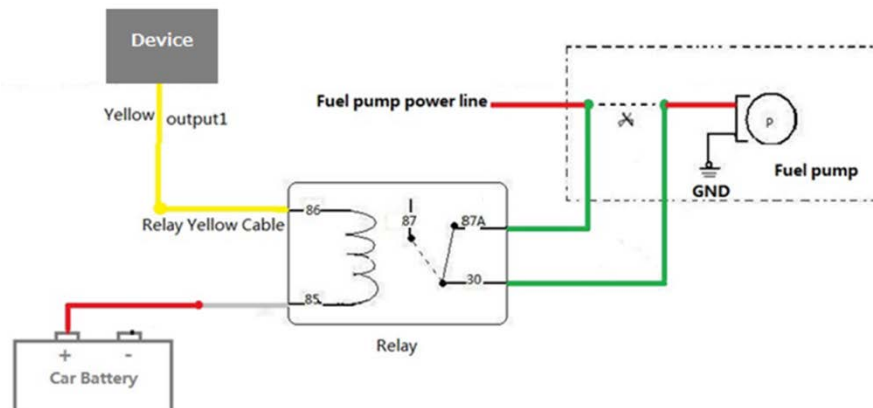 Device
Yellow
output1
Fuel pump power line
P
Fuel pump
GND
Relay Yellow Cable
86
87
87A
30
85
Relay
+
-
Car Battery